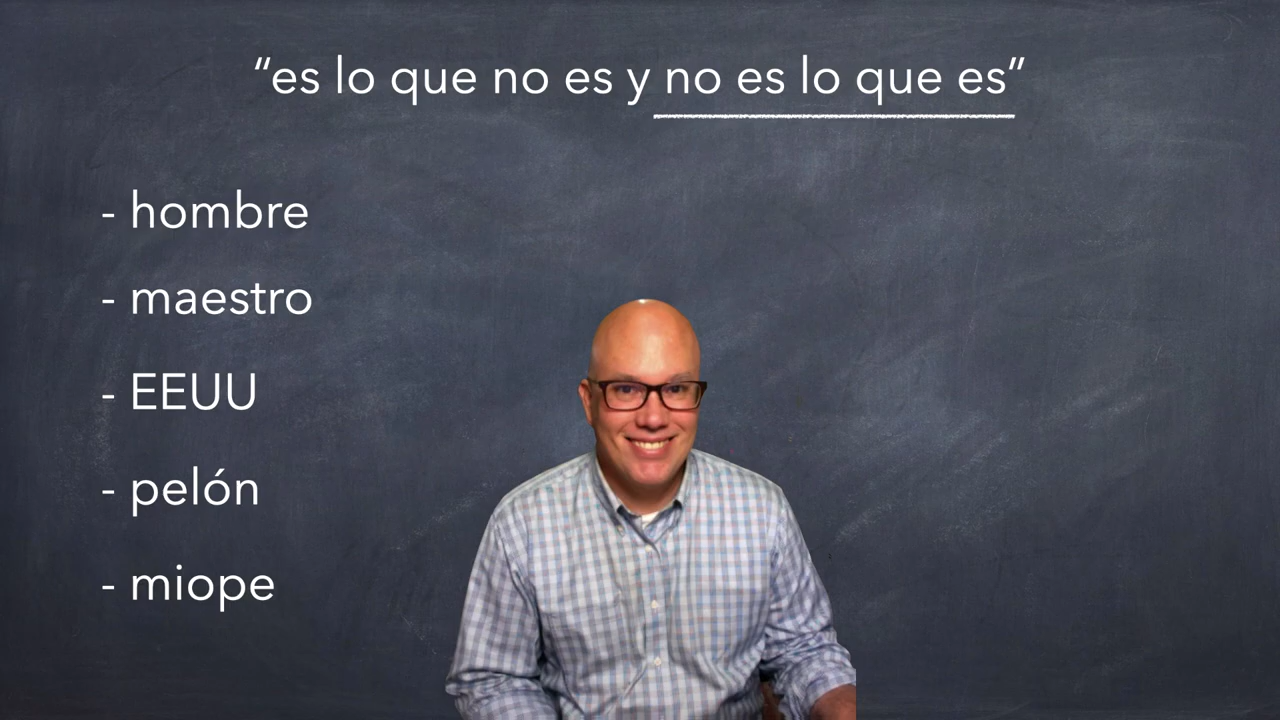 “es lo que no es y no es lo que es”
- hombre
- maestro
- EEUU
- pelón
- miope